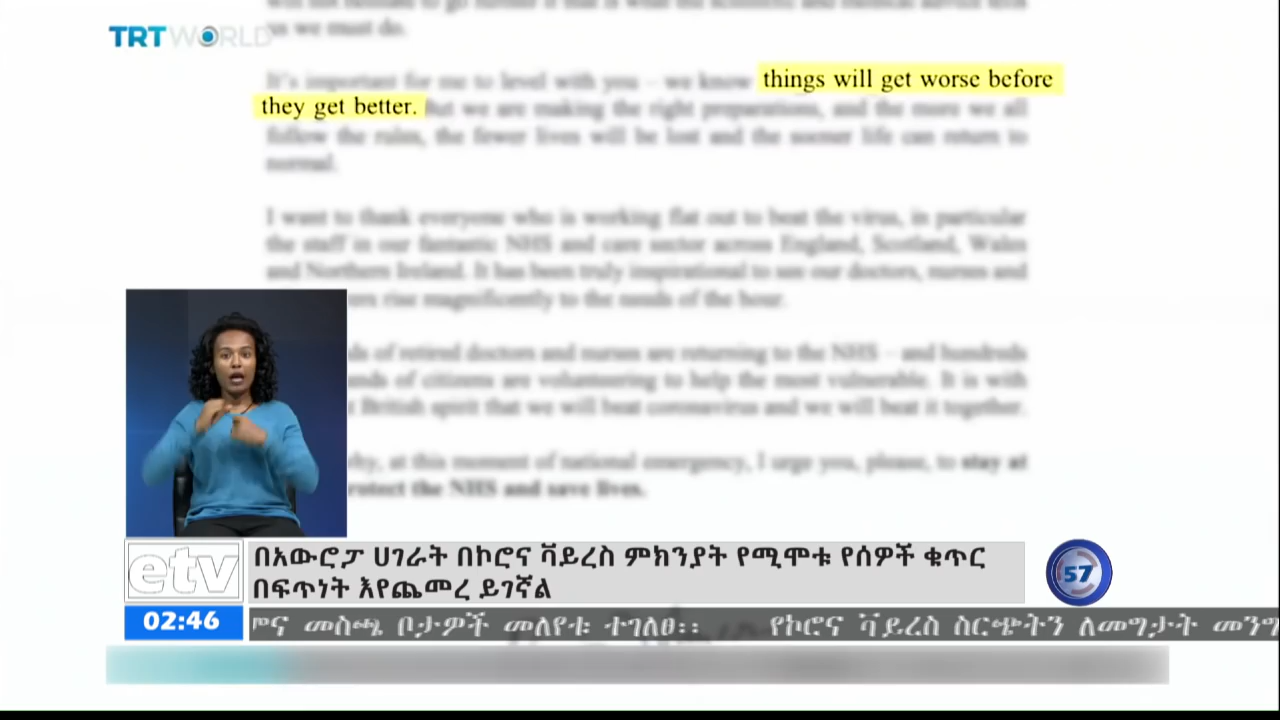 TRT WORLD
us we must do.
It's important for me to level with you – we know things will get worse before
they get better. But we are making the right preparations, and the more we all
follow the rules, the fewer lives will be lost and the sooner life can return to
normal.
I want to thank everyone who is working flat out to beat the virus, in particular
the staff in our fantastic NHS and care sector across England, Scotland, Wales
and Northern Ireland. It has been truly inspirational to see our doctors, nurses and
rise magnificently to the needs of the hour.
of retired doctors and nurses are returning to the NHS – and hundreds
of citizens are volunteering to help the most vulnerable. It is with
British spirit that we will beat coronavirus and we will beat it together.
at this moment of national emergency, I urge you, please, to stay at
the NHS and save lives.
etv
በአውሮፓ ሀገራት በኮሮና ቫይረስ ምክንያት የሚሞቱ የሰዎች ቁጥር
በፍጥነት እየጨመረ ይገኛል
57
02:46
መስጫ ቦታዎች መለየቱ ተገለፀ፡፡ የኮሮና ቫይረስ ስርጭትን ለመግታት